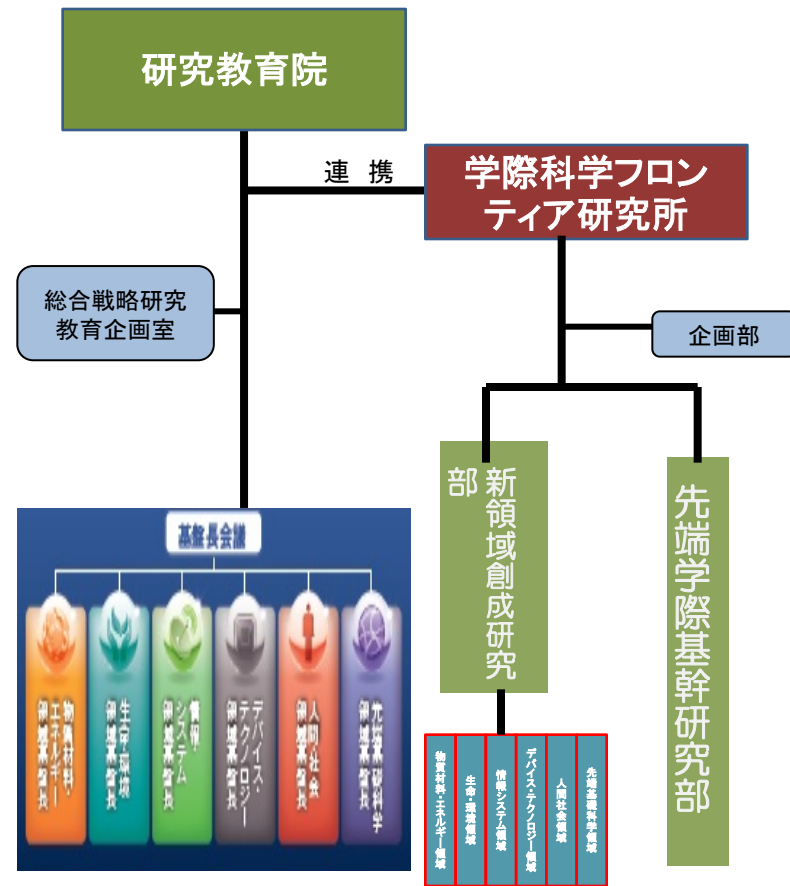 研究教育院
連 携
学際科学フロン
ティア研究所
総合戦略研究
教育企画室
企画部
新領域創成研究
部
先端学際基幹研究部
基盤長会議
物質材料・
エネルギー
領域基盤長
生命・環境
領域基盤長
情報・
システム
領域基盤長
デバイス・
テクノロジー
領域基盤長
人間・社会
領域基盤長
先端基礎科学
領域基盤長
物質材料・エネルギー領域
生命・環境領域
情報システム領域
デバイス・テクノロジー領域
人間社会領域
先端基礎科学領域